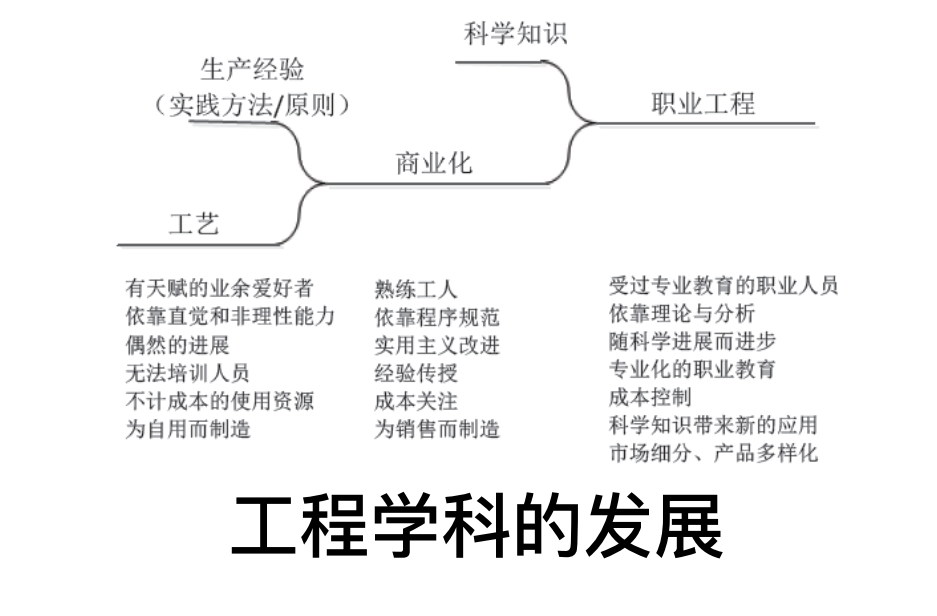 科学知识
生产经验
（实践方法/原则）
职业工程
商业化
工艺
有天赋的业余爱好者
依靠直觉和非理性能力
偶然的进展
无法培训人员
不计成本的使用资源
为自用而制造
熟练工人
依靠程序规范
实用主义改进
经验传授
成本关注
为销售而制造
受过专业教育的职业人员
依靠理论与分析
随科学进展而进步
专业化的职业教育
成本控制
科学知识带来新的应用
市场细分、产品多样化
工程学科的发展